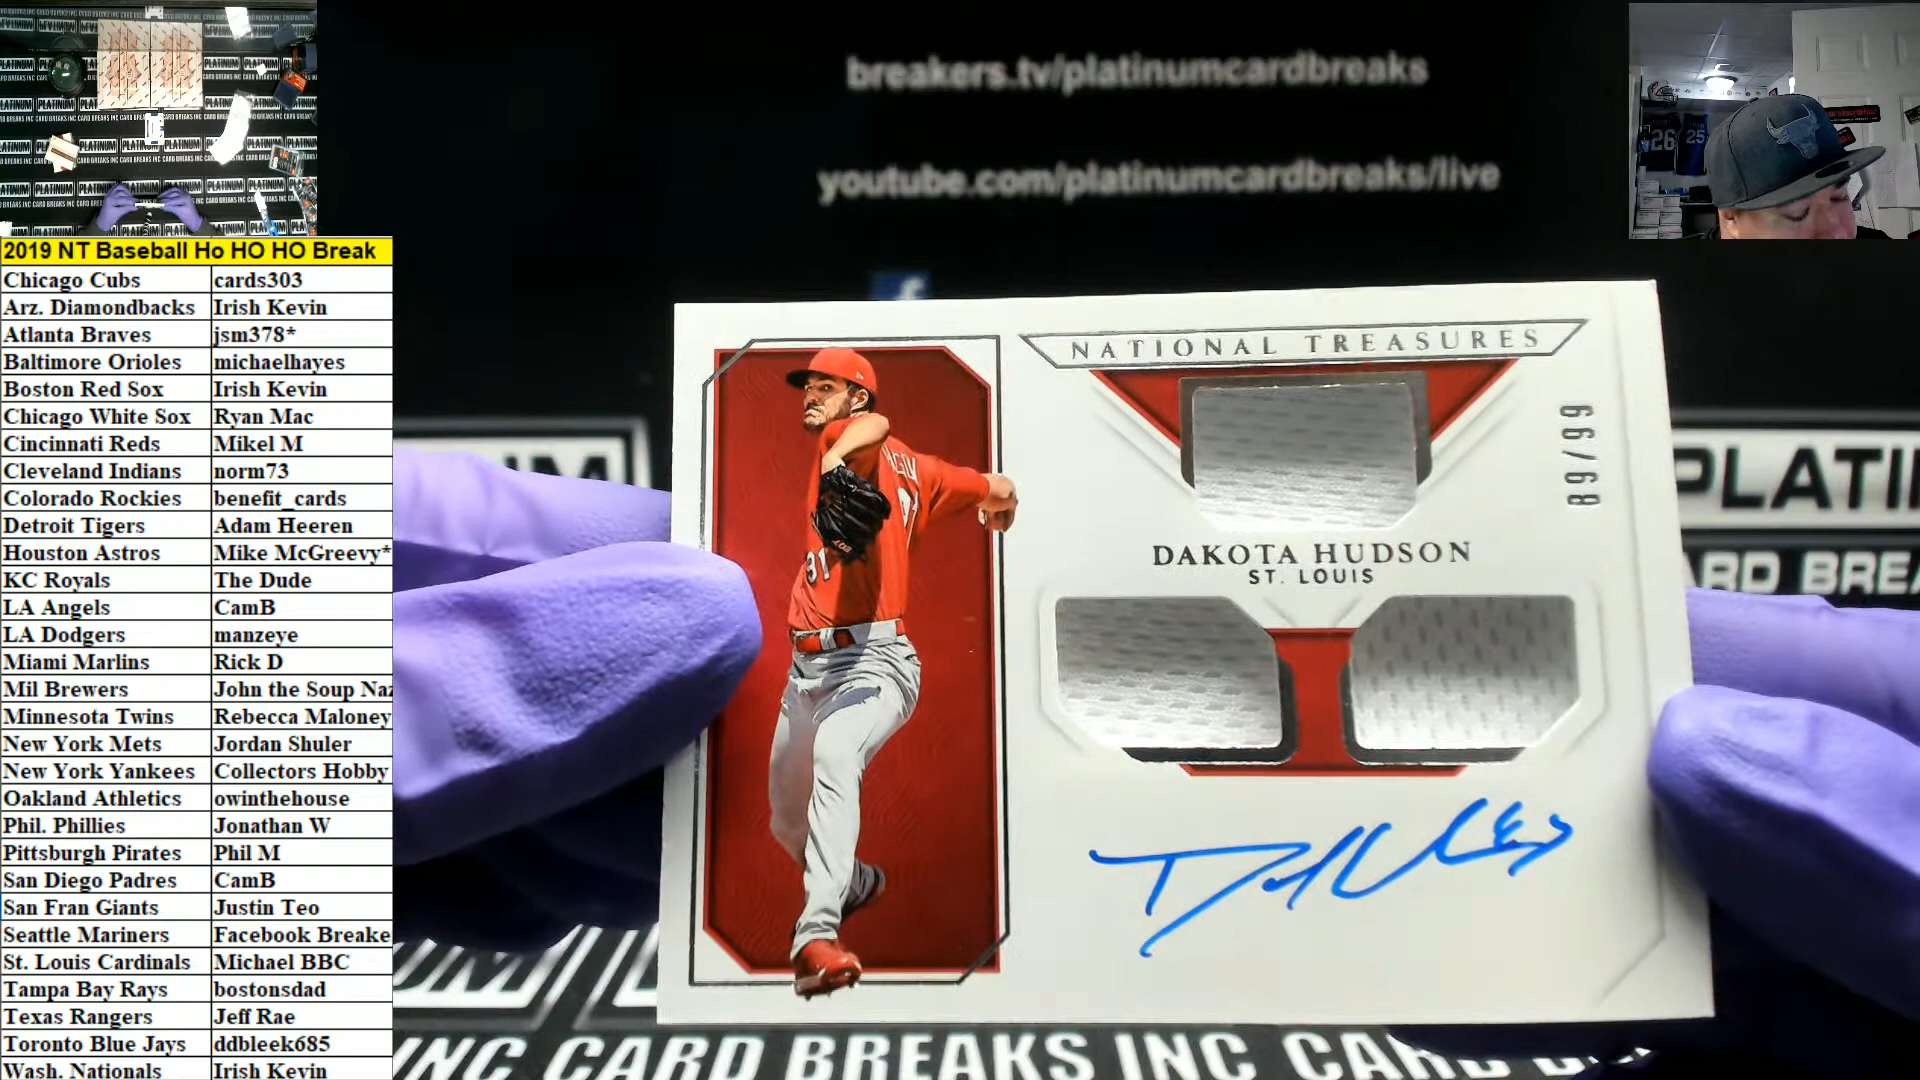 breakers.tv/platinumcardbreaks
youtube.com/platinumcardbreaks/live
2019 NT Baseball Ho HO HO Break
Chicago Cubs cards303
Arz. Diamondbacks Irish Kevin
Atlanta Braves jsm378*
Baltimore Orioles michaelhayes
Boston Red Sox Irish Kevin
Chicago White Sox Ryan Mac
Cincinnati Reds Mikel M
Cleveland Indians norm73
Colorado Rockies benefit_cards
Detroit Tigers Adam Heeren
Houston Astros Mike McGreevy*
KC Royals The Dude
LA Angels CamB
LA Dodgers manzeye
Miami Marlins Rick D
Mil Brewers John the Soup Naz
Minnesota Twins Rebecca Maloney
New York Mets Jordan Shuler
New York Yankees Collectors Hobby
Oakland Athletics owinthehouse
Phil. Phillies Jonathan W
Pittsburgh Pirates Phil M
San Diego Padres CamB
San Fran Giants Justin Teo
Seattle Mariners Facebook Breake
St. Louis Cardinals Michael BBC
Tampa Bay Rays bostonsdad
Texas Rangers Jeff Rae
Toronto Blue Jays ddbleek685
Wash. Nationals Irish Kevin
NATIONAL TREASURES
DAKOTA HUDSON
ST. LOUIS
31
26
25
PLATI
RD BREA
INC CARD BREAKS INC CARD